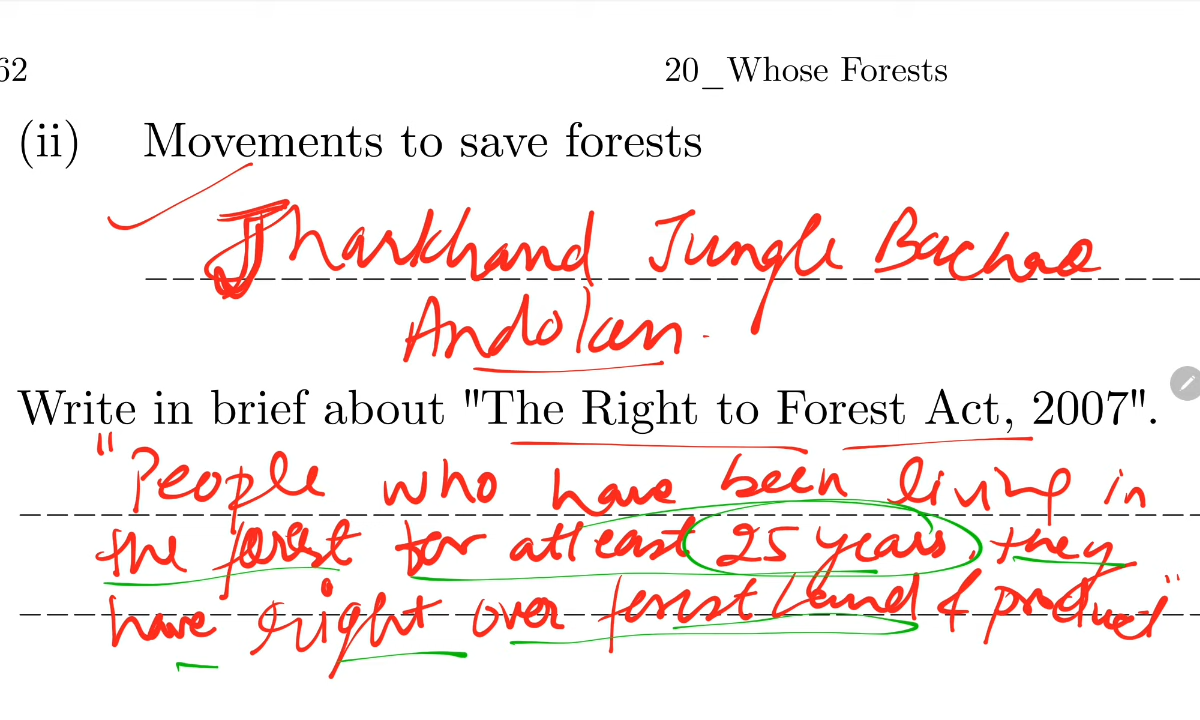 62 20_Whose Forests
(ii) Movements to save forests
Jharkhand Jungle Bachao
Andolan.
Write in brief about "The Right to Forest Act, 2007".
"People who have been living in
the forest for atleast 25 years, they
have right over forest land & product"